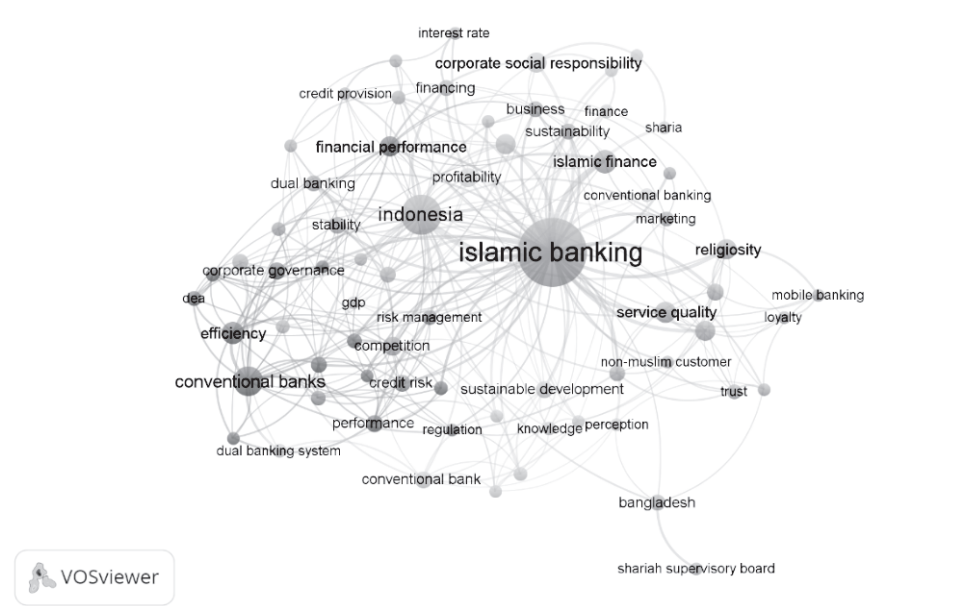 interest rate
corporate social responsibility
financing
credit provision
business
finance
sustainability
sharia
financial performance
islamic finance
profitability
dual banking
conventional banking
indonesia
marketing
stability
islamic banking
religiosity
corporate governance
dea
mobile banking
gdp
risk management
service quality
loyalty
efficiency
competition
non-muslim customer
conventional banks
credit risk
sustainable development
trust
performance
regulation
knowledge
perception
dual banking system
conventional bank
bangladesh
shariah supervisory board
VOSviewer